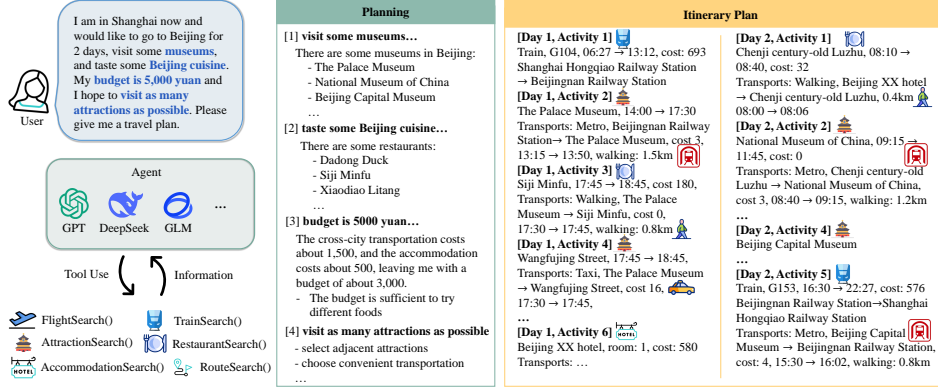 I am in Shanghai now and
would like to go to Beijing for
2 days, visit some museums,
and taste some Beijing cuisine.
My budget is 5,000 yuan and
I hope to visit as many
attractions as possible. Please
give me a travel plan.
User
Agent
GPT
DeepSeek
GLM
...
Tool Use
Information
FlightSearch()
TrainSearch()
AttractionSearch()
RestaurantSearch()
HOTEL
AccommodationSearch()
RouteSearch()
Planning
[1] visit some museums…
There are some museums in Beijing:
- The Palace Museum
- National Museum of China
- Beijing Capital Museum
…
[2] taste some Beijing cuisine…
There are some restaurants:
- Dadong Duck
- Siji Minfu
- Xiaodiao Litang
…
[3] budget is 5000 yuan…
The cross-city transportation costs
about 1,500, and the accommodation
costs about 500, leaving me with a
budget of about 3,000.
- The budget is sufficient to try
different foods
[4] visit as many attractions as possible
- select adjacent attractions
- choose convenient transportation
…
Itinerary Plan
[Day 1, Activity 1]
Train, G104, 06:27 → 13:12, cost: 693
Shanghai Hongqiao Railway Station
→ Beijingnan Railway Station
[Day 1, Activity 2]
The Palace Museum, 14:00 → 17:30
Transports: Metro, Beijingnan Railway
Station→ The Palace Museum, cost 3,
13:15 → 13:50, walking: 1.5km
[Day 1, Activity 3]
Siji Minfu, 17:45 → 18:45, cost 180,
Transports: Walking, The Palace
Museum → Siji Minfu, cost 0,
17:30 → 17:45, walking: 0.8km
[Day 1, Activity 4]
Wangfujing Street, 17:45 → 18:45,
Transports: Taxi, The Palace Museum
→ Wangfujing Street, cost 16,
17:30 → 17:45,
…
[Day 1, Activity 6]
HOTEL
Beijing XX hotel, room: 1, cost: 580
Transports: …
[Day 2, Activity 1]
Chenji century-old Luzhu, 08:10 →
08:40, cost: 32
Transports: Walking, Beijing XX hotel
→ Chenji century-old Luzhu, 0.4km
08:00 → 08:06
[Day 2, Activity 2]
National Museum of China, 09:15 →
11:45, cost: 0
Transports: Metro, Chenji century-old
Luzhu → National Museum of China,
cost 3, 08:40 → 09:15, walking: 1.2km
…
[Day 2, Activity 4]
Beijing Capital Museum
…
[Day 2, Activity 5]
Train, G153, 16:30 → 22:27, cost: 576
Beijingnan Railway Station→Shanghai
Hongqiao Railway Station
Transports: Metro, Beijing Capital
Museum → Beijingnan Railway Station,
cost: 4, 15:30 → 16:02, walking: 0.8km